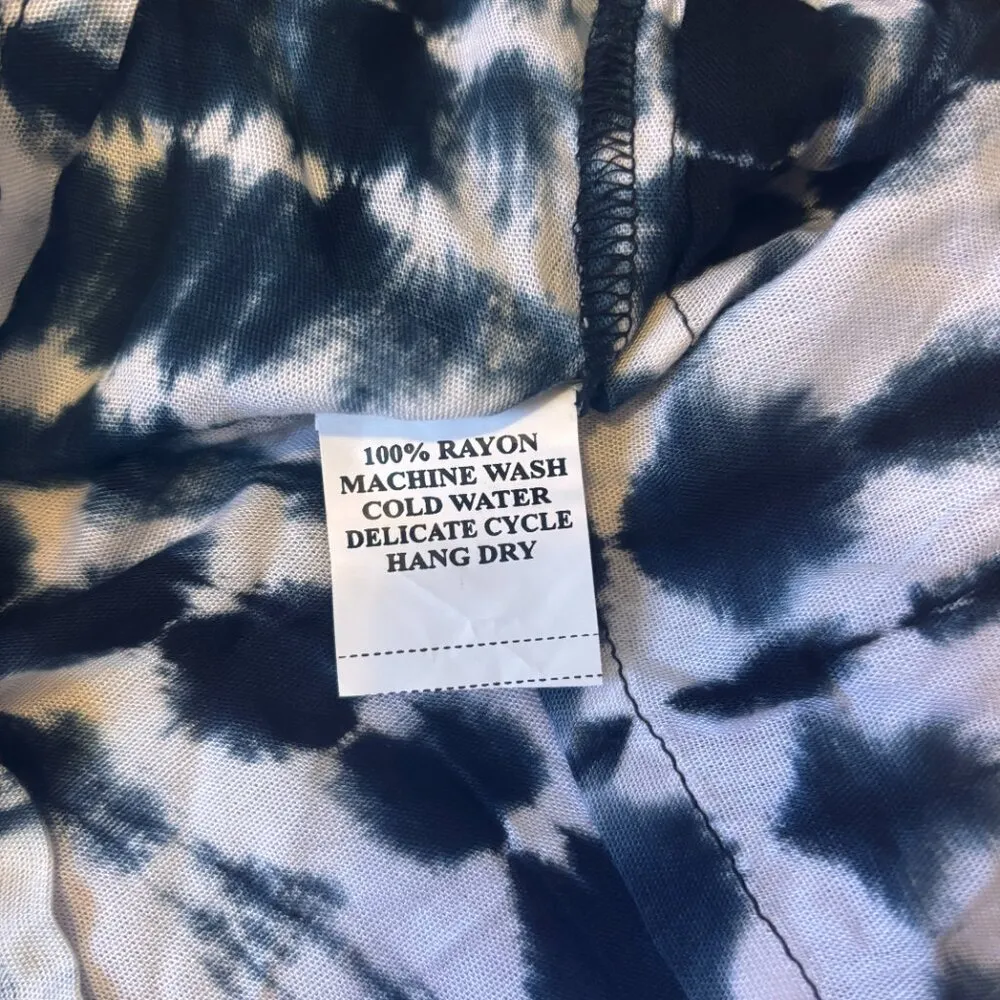 100% RAYON
MACHINE WASH
COLD WATER
DELICATE CYCLE
HANG DRY